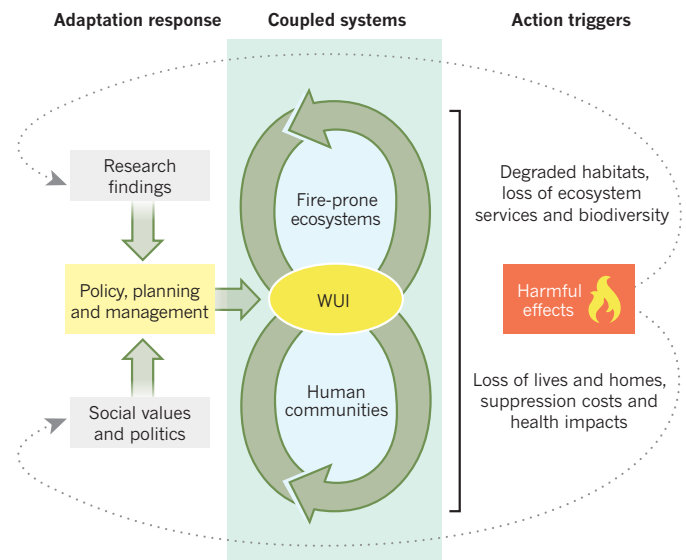 Adaptation response
Coupled systems
Action triggers
Research
findings
Policy, planning
and management
Social values
and politics
Fire-prone
ecosystems
WUI
Human
communities
Degraded habitats,
loss of ecosystem
services and biodiversity
Harmful
effects
Loss of lives and homes,
suppression costs and
health impacts